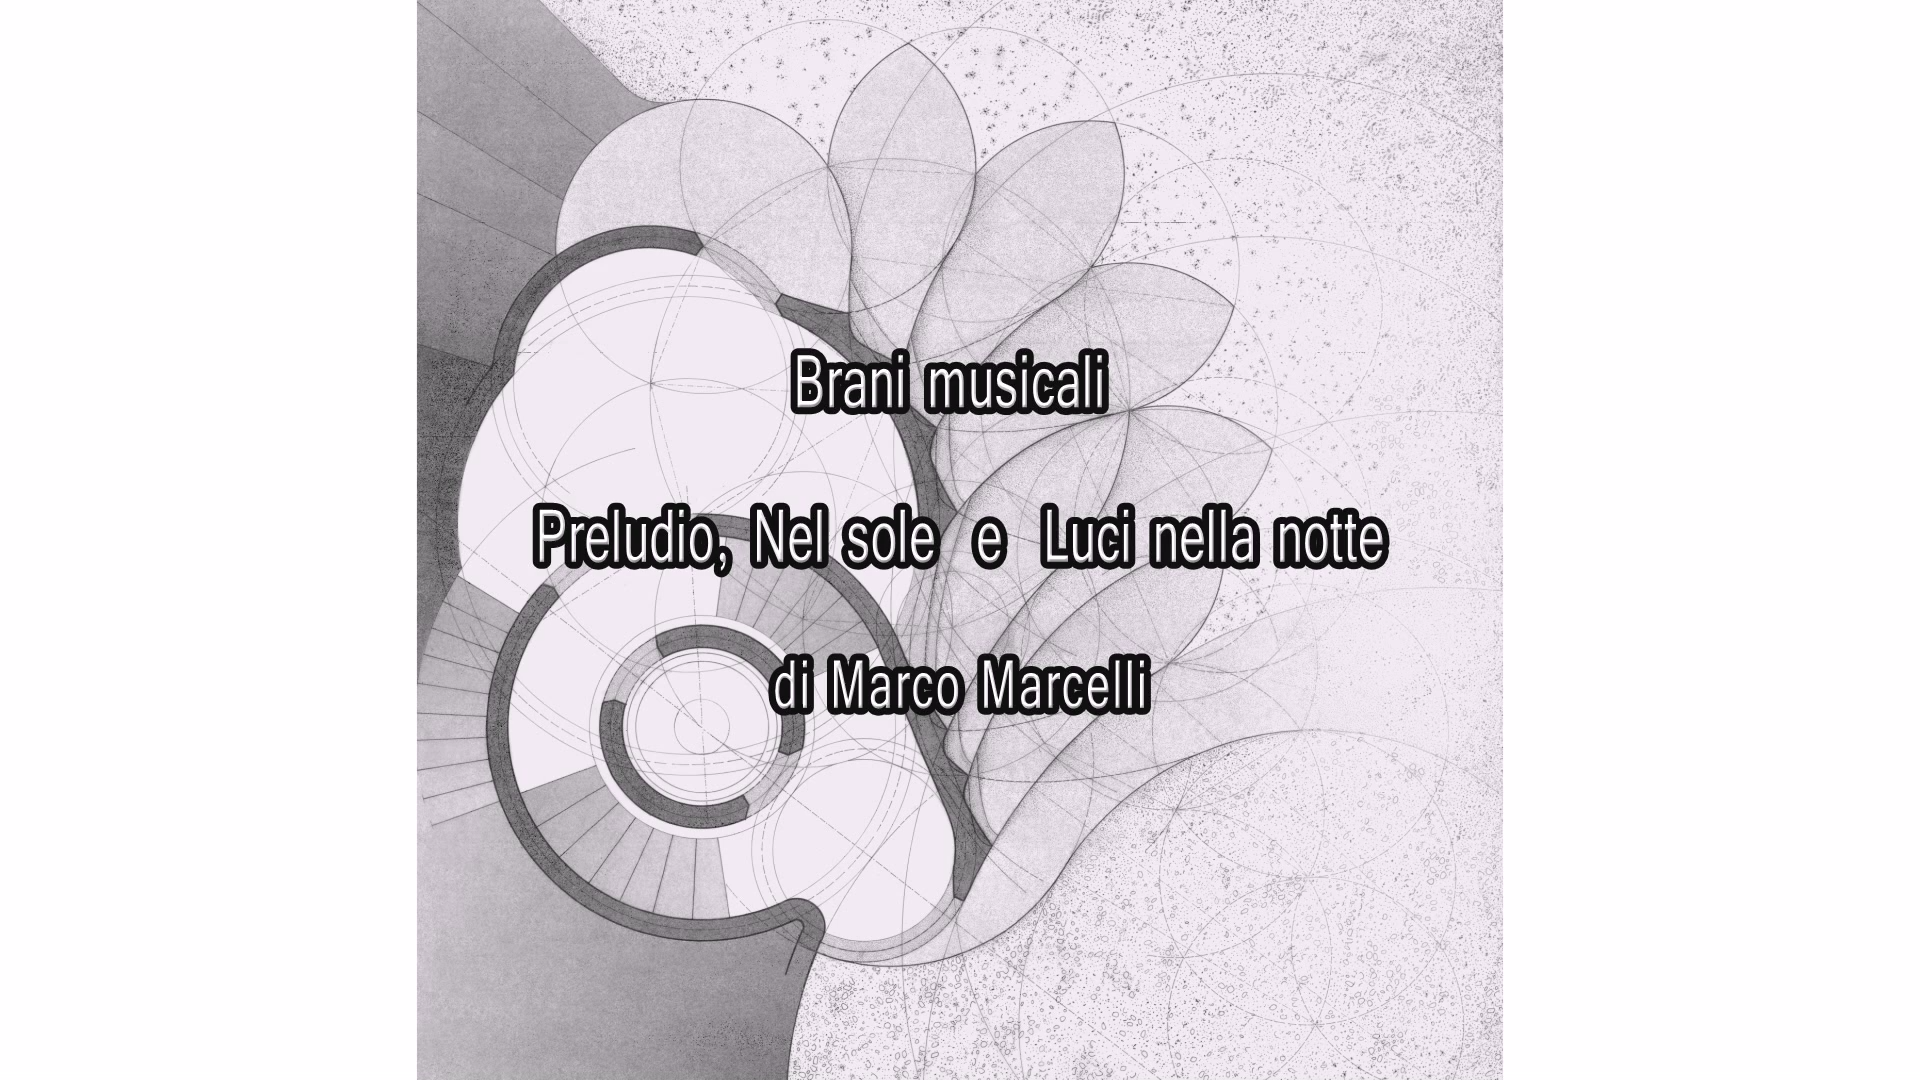 Brani musicali
Preludio, Nel sole e Luci nella notte
di Marco Marcelli